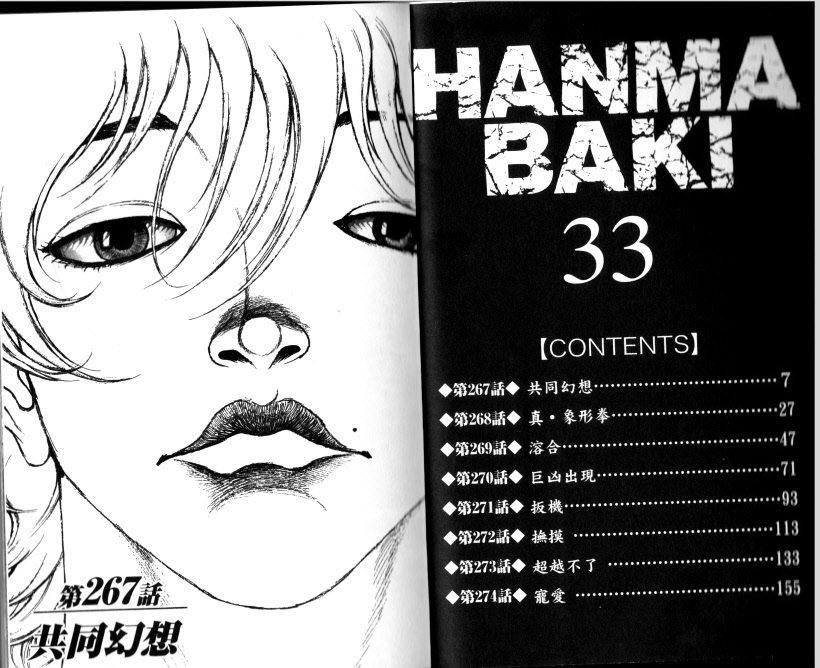 第267話
共同幻想
HANMA
BAKI
33
【CONTENTS】
◆第267話◆ 共同幻想……………………………7
◆第268話◆ 真・象形拳……………………………27
◆第269話◆ 溶合……………………………47
◆第270話◆ 巨凶出現……………………………71
◆第271話◆ 扳機……………………………93
◆第272話◆ 撫摸……………………………113
◆第273話◆ 超越不了……………………………133
◆第274話◆ 寵愛……………………………155